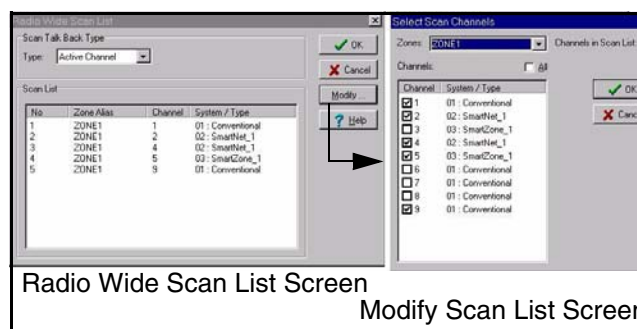 Radio Wide Scan List
Scan Talk Back Type
Type: Active Channel
Scan List
No Zone Alias Channel System / Type
1 ZONE1 1 01 : Conventional
2 ZONE1 2 02 : SmartNet_1
3 ZONE1 4 02 : SmartNet_1
4 ZONE1 5 03 : SmartZone_1
5 ZONE1 9 01 : Conventional
OK
Cancel
Modify ...
Help
Select Scan Channels
Zones: ZONE1 Channels in Scan List:
Channels: All
Channel System / Type
1 01 : Conventional
2 02 : SmartNet_1
3 03 : SmartZone_1
4 02 : SmartNet_1
5 03 : SmartZone_1
6 01 : Conventional
7 01 : Conventional
8 01 : Conventional
9 01 : Conventional
OK
Canc
Radio Wide Scan List Screen
Modify Scan List Screen